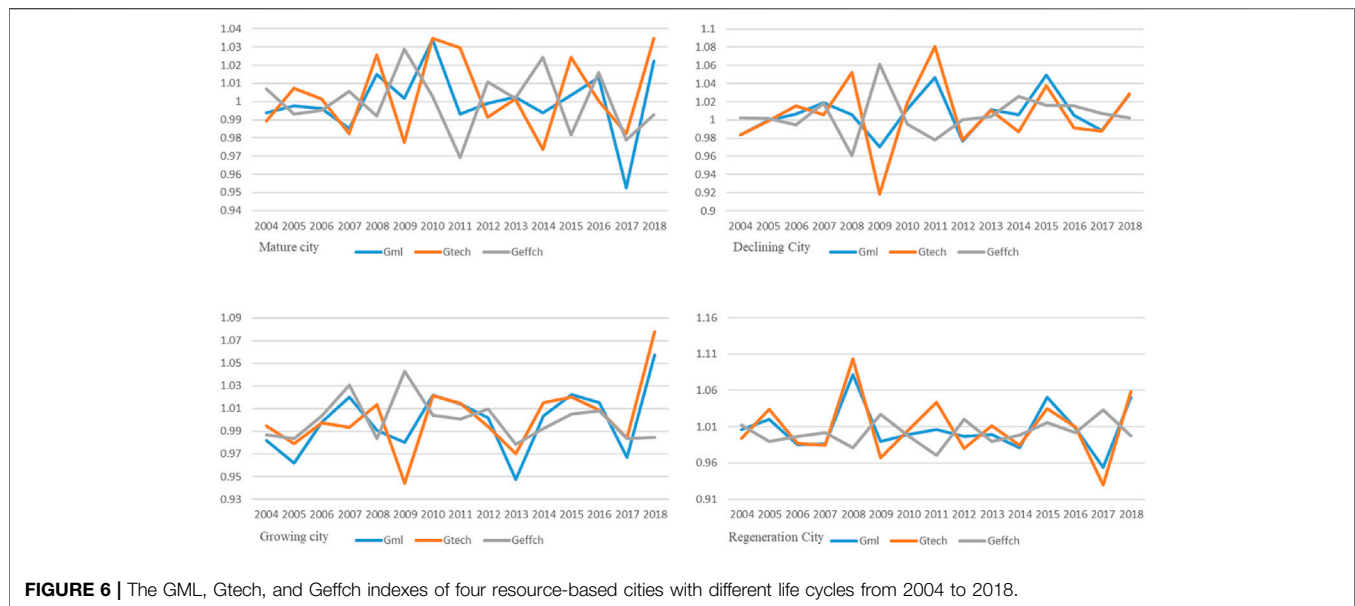 1.04
1.03
1.02
1.01
1
0.99
0.98
0.97
0.96
0.95
0.94
2004 2005 2006 2007 2008 2009 2010 2011 2012 2013 2014 2015 2016 2017 2018
Mature city
Gml Gtech Geffch
1.1
1.08
1.06
1.04
1.02
1
0.98
0.96
0.94
0.92
0.9
2004 2005 2006 2007 2008 2009 2010 2011 2012 2013 2014 2015 2016 2017 2018
Declining City
Gml Gtech Geffch
1.09
1.07
1.05
1.03
1.01
0.99
0.97
0.95
0.93
2004 2005 2006 2007 2008 2009 2010 2011 2012 2013 2014 2015 2016 2017 2018
Growing city
Gml Gtech Geffch
1.16
1.11
1.06
1.01
0.96
0.91
2004 2005 2006 2007 2008 2009 2010 2011 2012 2013 2014 2015 2016 2017 2018
Regeneration City
Gml Gtech Geffch
FIGURE 6 | The GML, Gtech, and Geffch indexes of four resource-based cities with different life cycles from 2004 to 2018.